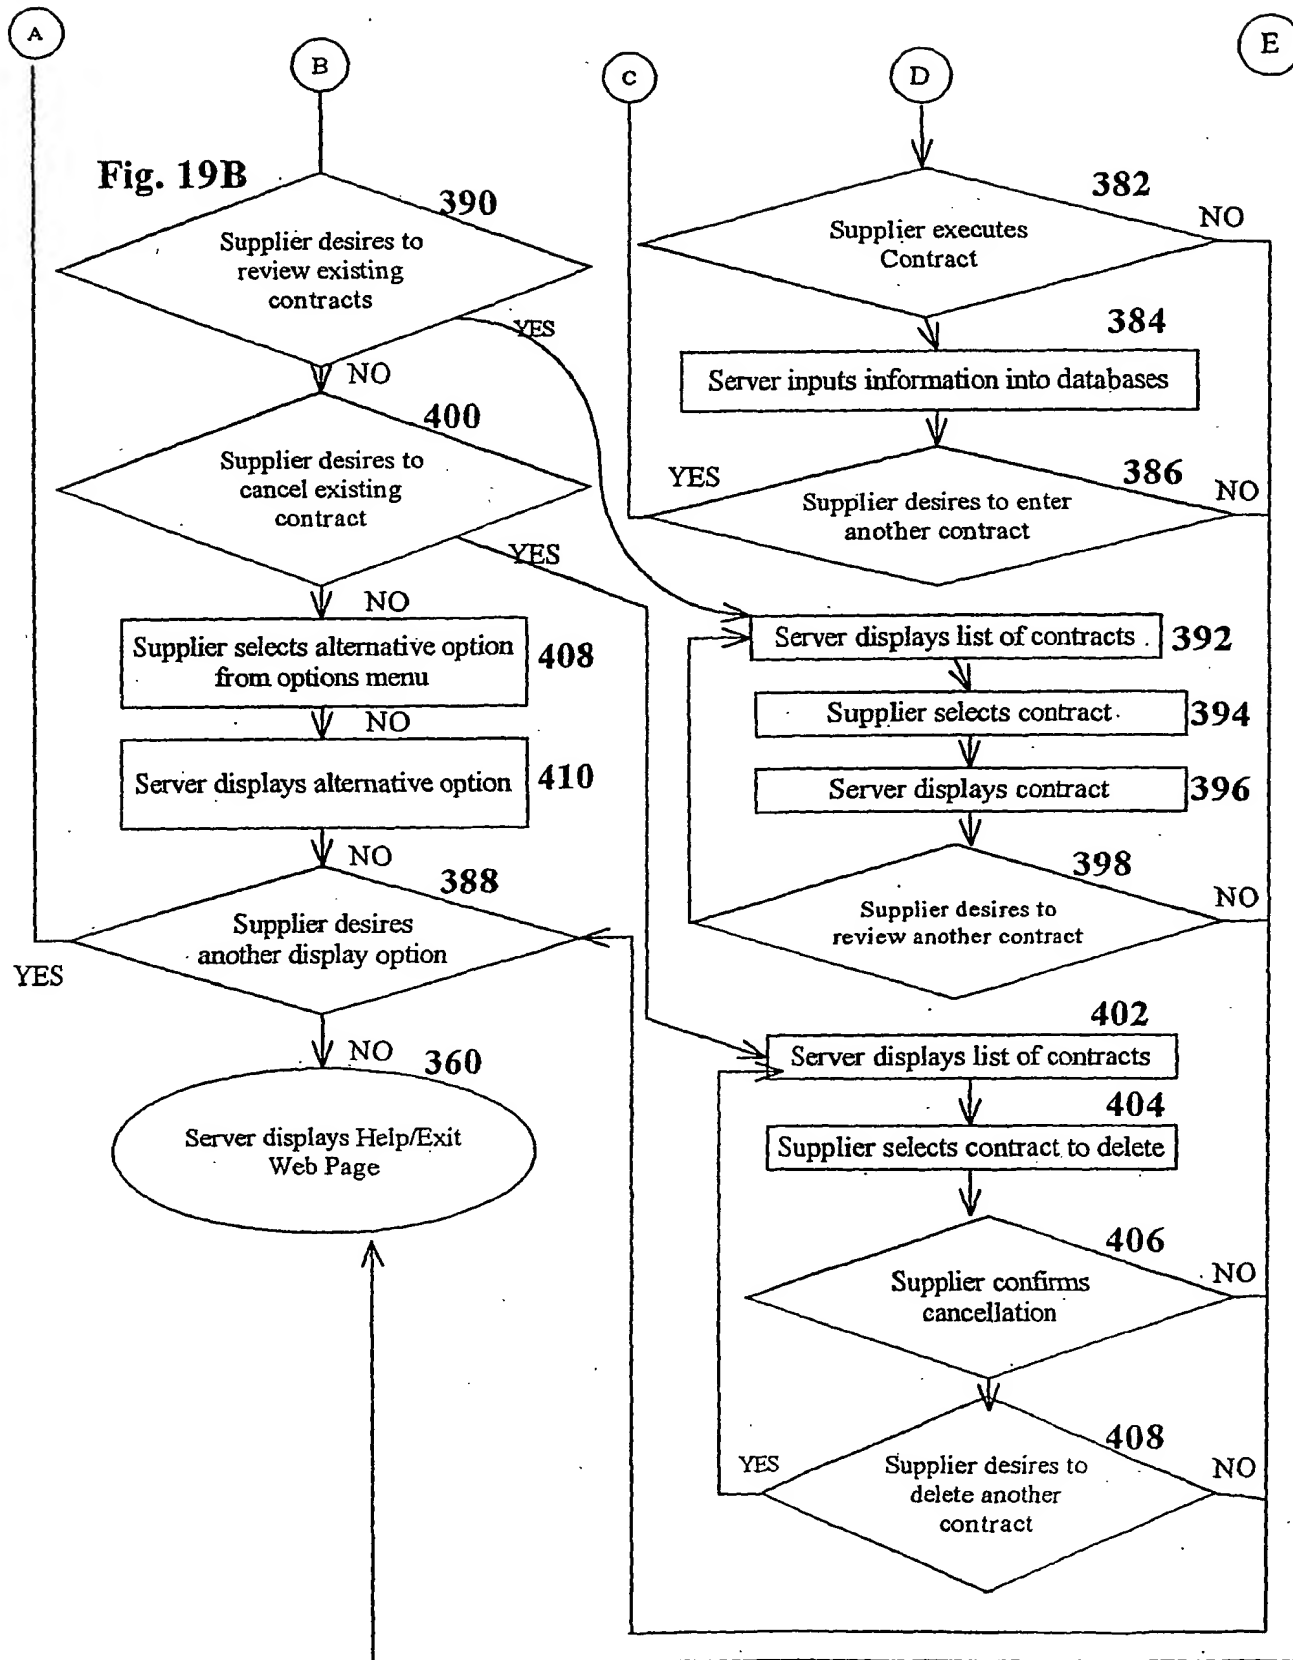 A
B
C
D
E
Fig. 19B
390
Supplier desires to
review existing
contracts
YES
NO
400
Supplier desires to
cancel existing
contract
YES
NO
Supplier selects alternative option
from options menu
408
NO
Server displays alternative option
410
NO
388
Supplier desires
another display option
YES
NO
360
Server displays Help/Exit
Web Page
382
NO
Supplier executes
Contract
384
Server inputs information into databases
YES
386
NO
Supplier desires to enter
another contract
Server displays list of contracts
392
Supplier selects contract
394
Server displays contract
396
398
NO
Supplier desires to
review another contract
402
Server displays list of contracts
404
Supplier selects contract to delete
406
NO
Supplier confirms
cancellation
408
YES
NO
Supplier desires to
delete another
contract